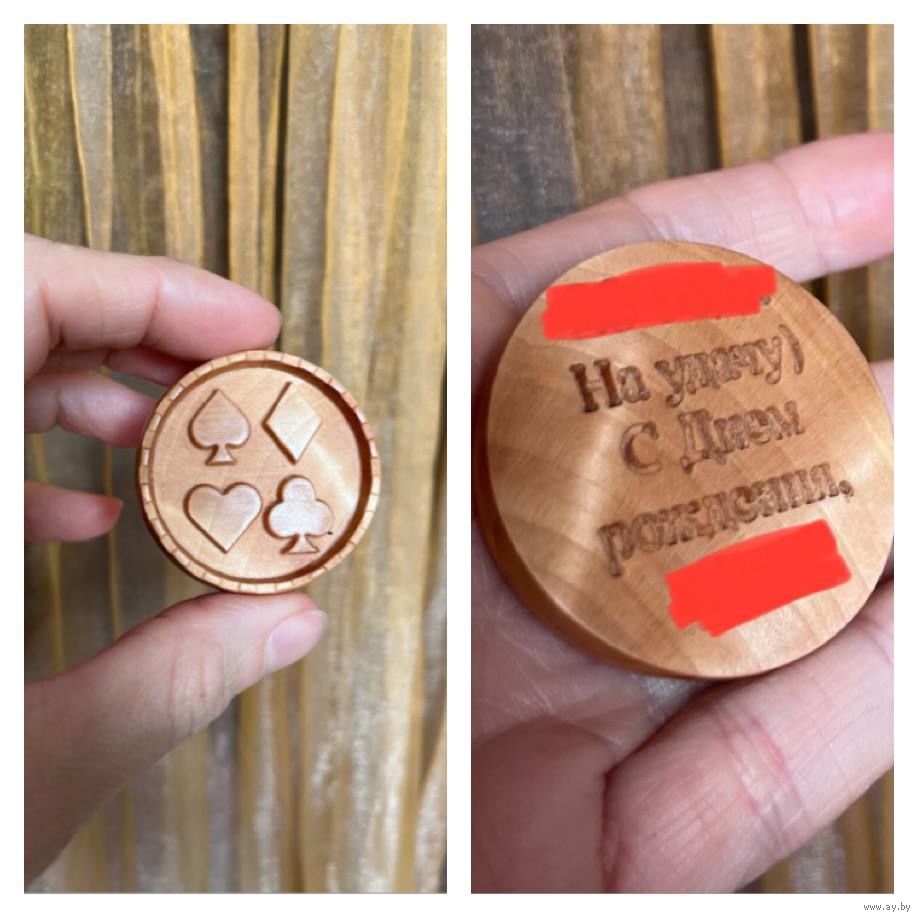 На удачу)
С Днем
рождения,
www.ay.by